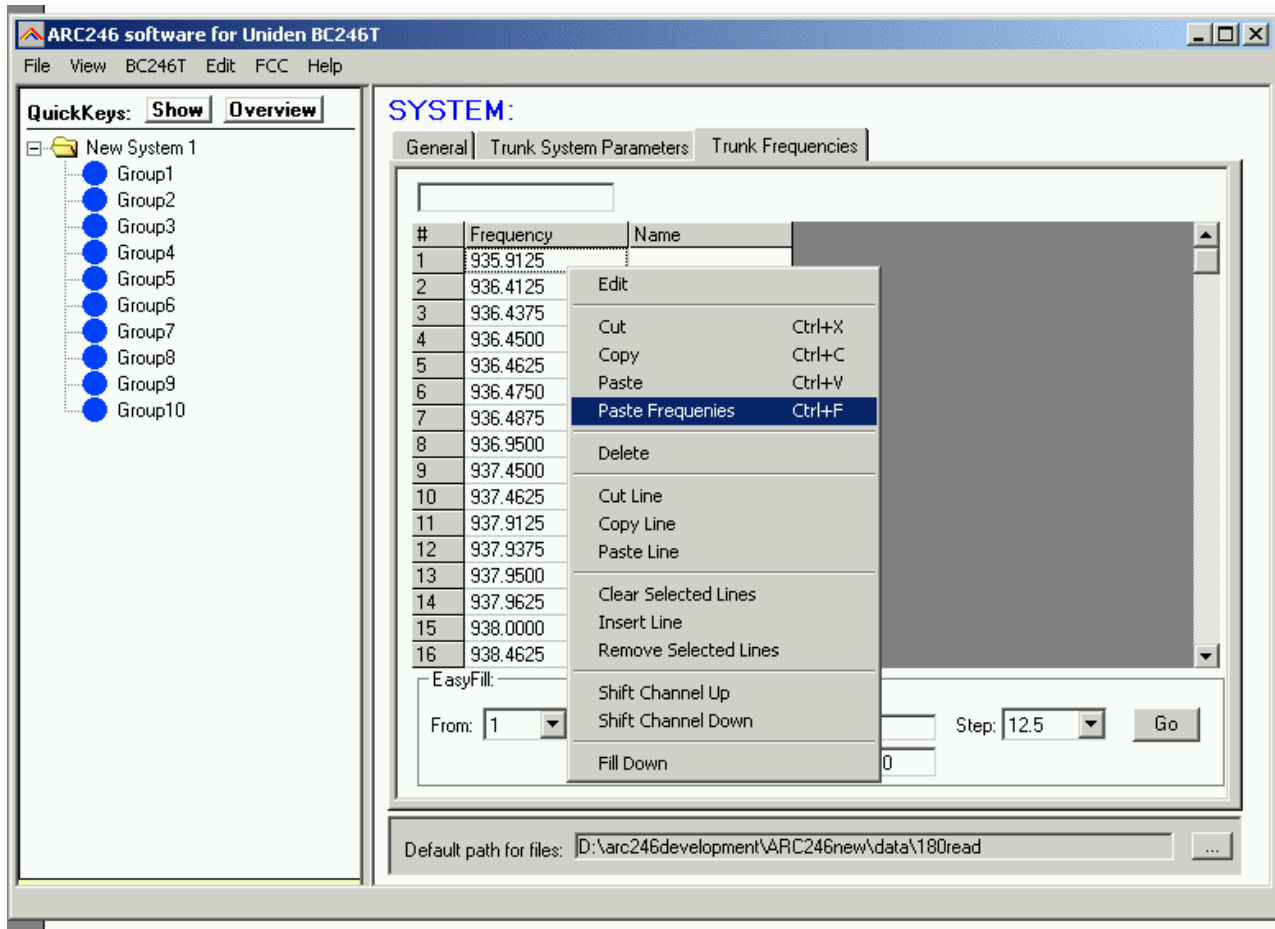 ARC246 software for Uniden BC246T
File View BC246T Edit FCC Help
QuickKeys: Show Overview
New System 1
Group1
Group2
Group3
Group4
Group5
Group6
Group7
Group8
Group9
Group10
SYSTEM:
General Trunk System Parameters Trunk Frequencies
# Frequency Name
1 935.9125
2 936.4125
3 936.4375
4 936.4500
5 936.4625
6 936.4750
7 936.4875
8 936.9500
9 937.4500
10 937.4625
11 937.9125
12 937.9375
13 937.9500
14 937.9625
15 938.0000
16 938.4625
Edit
Cut Ctrl+X
Copy Ctrl+C
Paste Ctrl+V
Paste Frequenies Ctrl+F
Delete
Cut Line
Copy Line
Paste Line
Clear Selected Lines
Insert Line
Remove Selected Lines
Shift Channel Up
Shift Channel Down
Fill Down
EasyFill:
From: 1 Step: 12.5 Go
0
Default path for files: D:\arc246development\ARC246new\data\180read ...